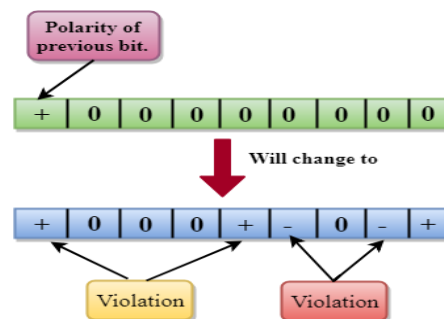 Polarity of
previous bit.
+ 0 0 0 0 0 0 0 0
Will change to
+ 0 0 0 + - 0 - +
Violation Violation